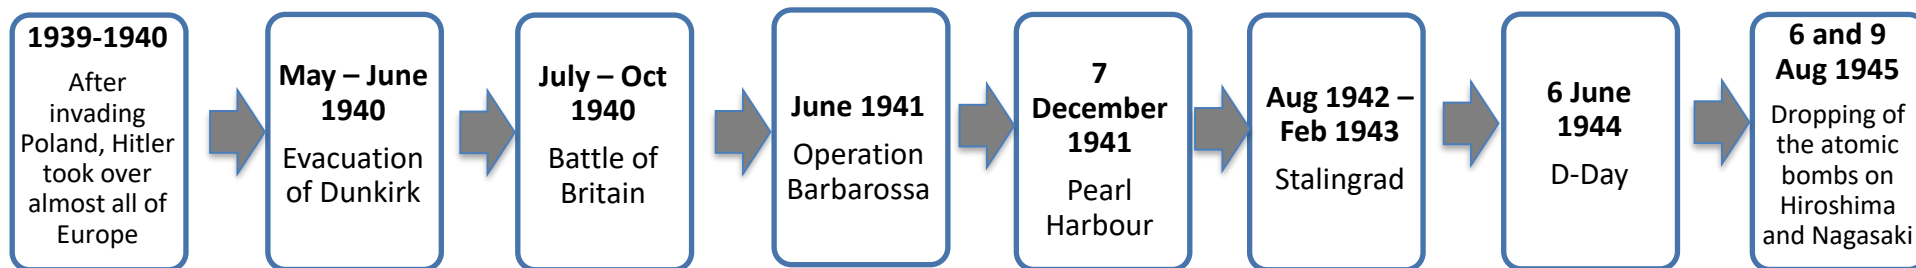 1939-1940
After
invading
Poland, Hitler
took over
almost all of
Europe
May – June
1940
Evacuation
of Dunkirk
July – Oct
1940
Battle of
Britain
June 1941
Operation
Barbarossa
7
December
1941
Pearl
Harbour
Aug 1942 –
Feb 1943
Stalingrad
6 June
1944
D-Day
6 and 9
Aug 1945
Dropping of
the atomic
bombs on
Hiroshima
and Nagasaki